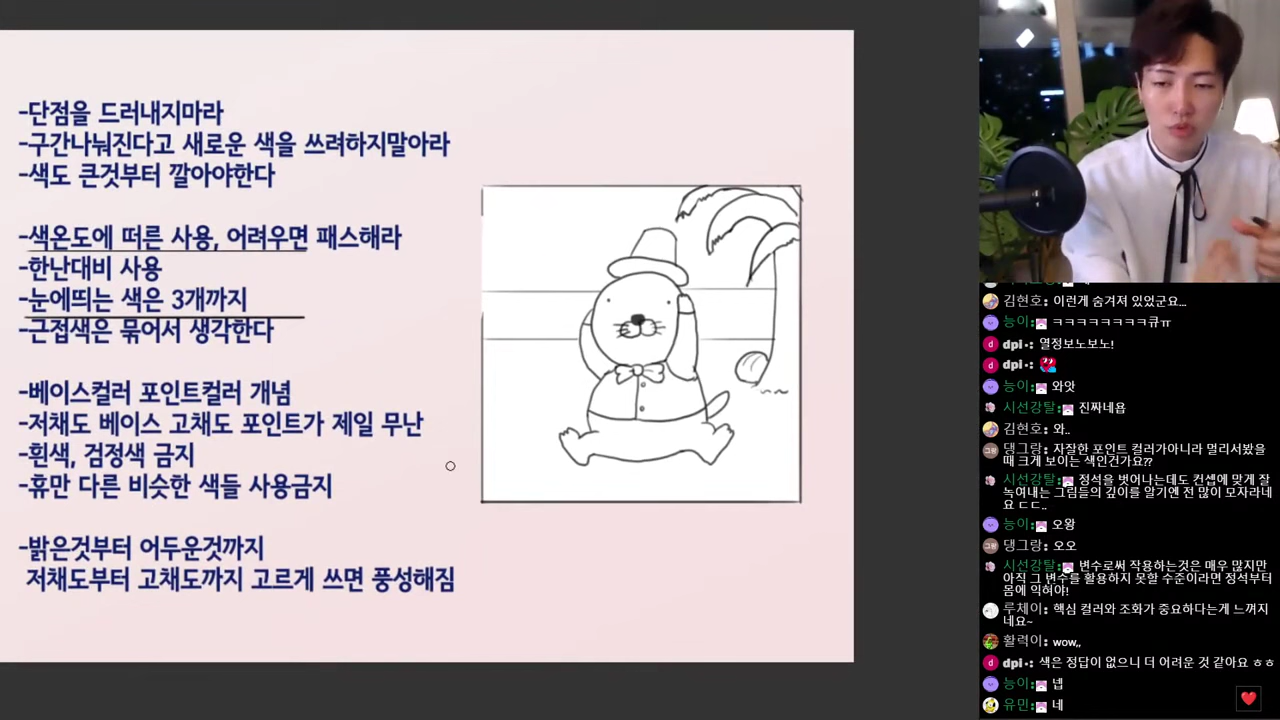 -단점을 드러내지마라
-구간나눠진다고 새로운 색을 쓰려하지말아라
-색도 큰것부터 깔아야한다
-색온도에 떠른 사용, 어려우면 패스해라
-한난대비 사용
-눈에띄는 색은 3개까지
-근접색은 묶어서 생각한다
-베이스컬러 포인트컬러 개념
-저채도 베이스 고채도 포인트가 제일 무난
-흰색, 검정색 금지
-휴만 다른 비슷한 색들 사용금지
-밝은것부터 어두운것까지
저채도부터 고채도까지 고르게 쓰면 풍성해짐
김현호: 이런게 숨겨져 있었군요...
능이: ㅋㅋㅋㅋㅋㅋㅋㅋ큐ㅠ
d dpi·: 열정보노보노!
d dpi·:
능이: 와앗
시선강탈: 진짜네욥
김현호: 와..
그랑 댕그랑: 자잘한 포인트 컬러가아니라 멀리서봤을
때 크게 보이는 색인건가요??
시선강탈: 정석을 벗어나는데도 컨셉에 맞게 잘
녹여내는 그림들의 깊이를 알기엔 전 많이 모자라네
요 ㄷㄷ..
능이: 오왕
그랑 댕그랑: 오오
시선강탈: 변수로써 작용하는것은 매우 많지만
아직 그 변수를 활용하지 못할 수준이라면 정석부터
몸에 익혀야!
루체이: 핵심 컬러와 조화가 중요하다는게 느껴지
네요~
활력이: wow,,
d dpi·: 색은 정답이 없으니 더 어려운 것 같아요 ㅎㅎ
능이: 넵
유민: 네